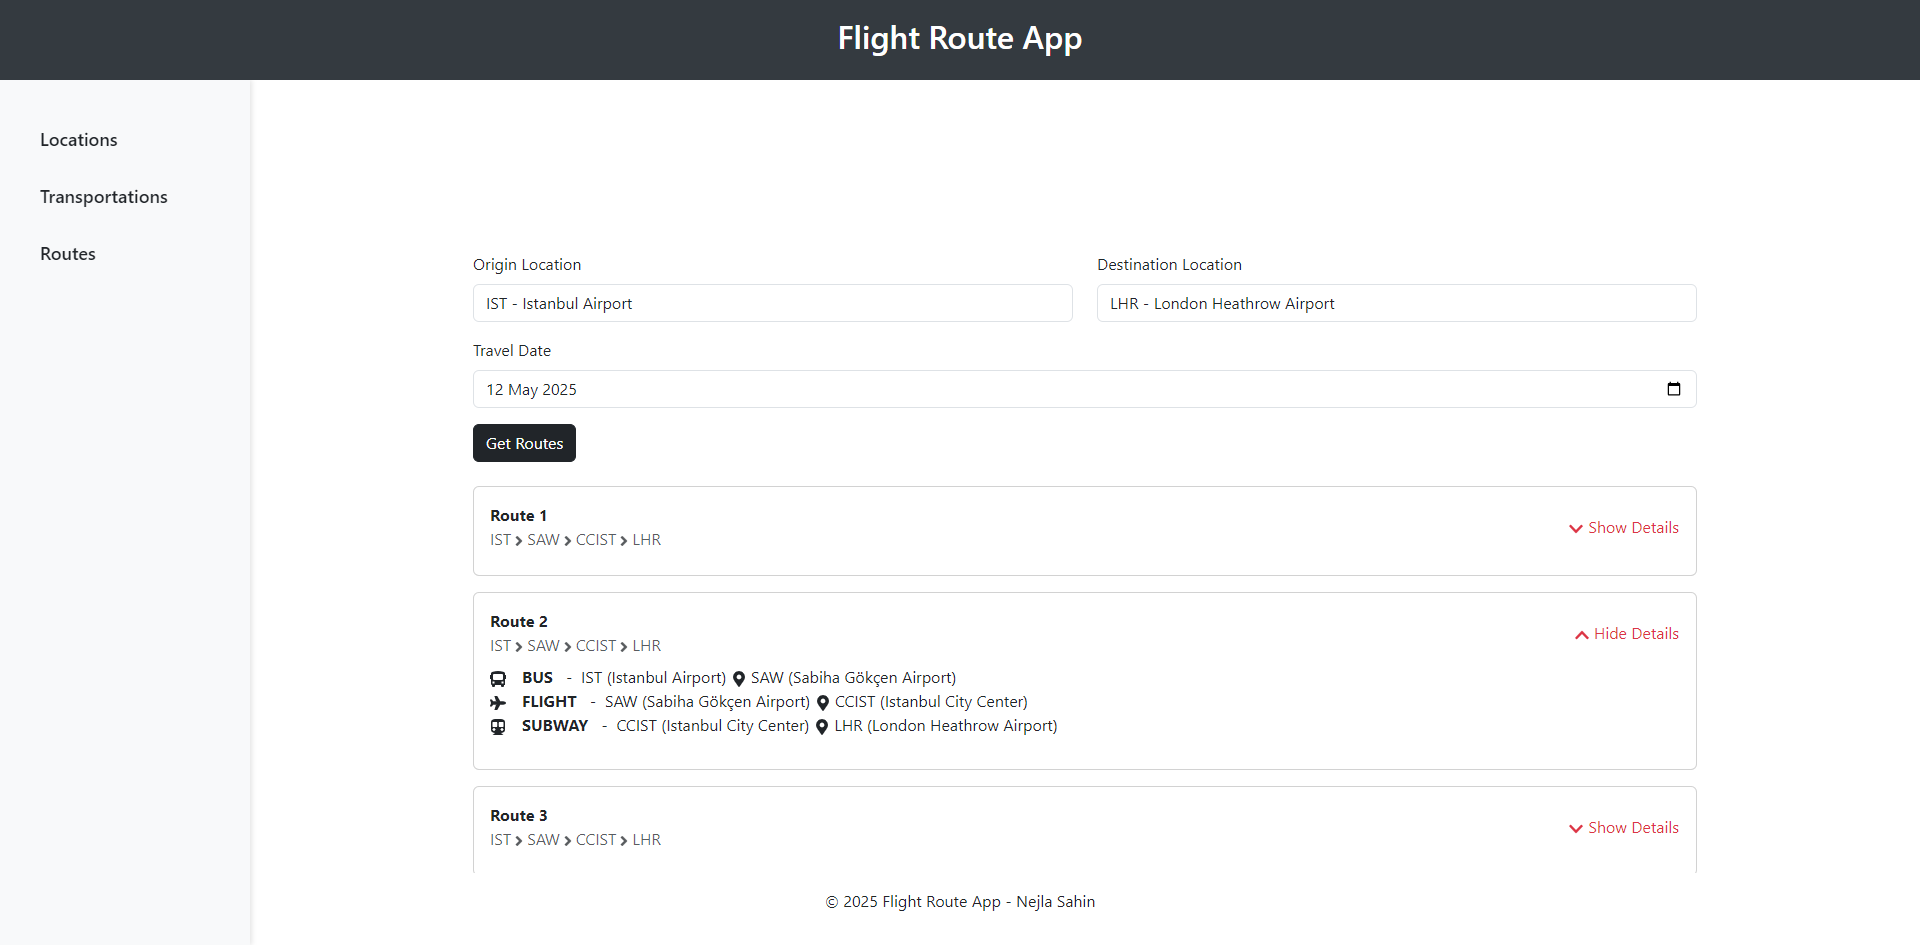 Flight Route App
Locations
Transportations
Routes
Origin Location
IST - Istanbul Airport
Destination Location
LHR - London Heathrow Airport
Travel Date
12 May 2025
Get Routes
Route 1
IST > SAW > CCIST > LHR
Show Details
Route 2
IST > SAW > CCIST > LHR
Hide Details
BUS - IST (Istanbul Airport) SAW (Sabiha Gökçen Airport)
FLIGHT - SAW (Sabiha Gökçen Airport) CCIST (Istanbul City Center)
SUBWAY - CCIST (Istanbul City Center) LHR (London Heathrow Airport)
Route 3
IST > SAW > CCIST > LHR
Show Details
© 2025 Flight Route App - Nejla Sahin